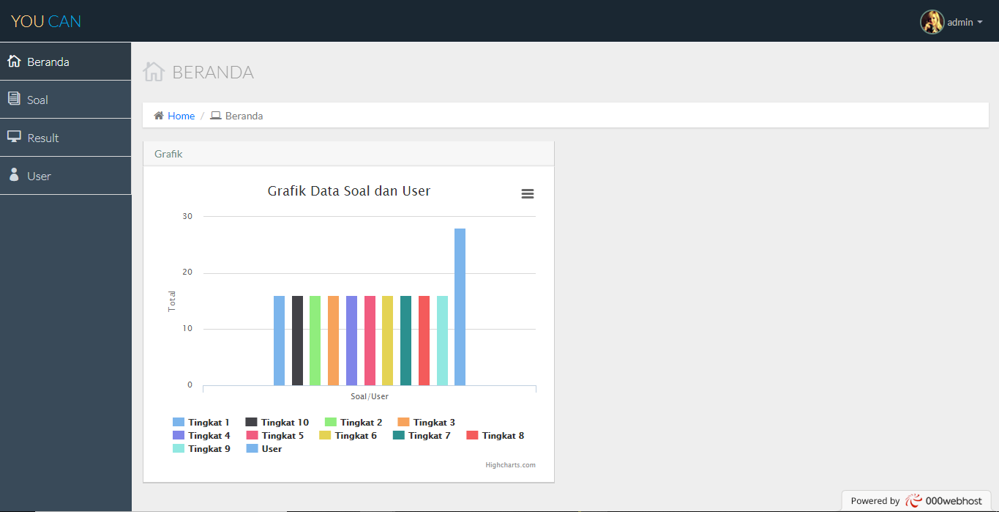 YOU CAN
admin
Beranda
Soal
Result
User
BERANDA
Home / Beranda
Grafik
Grafik Data Soal dan User
30
20
10
0
Total
Soal/User
Tingkat 1 Tingkat 10 Tingkat 2 Tingkat 3
Tingkat 4 Tingkat 5 Tingkat 6 Tingkat 7 Tingkat 8
Tingkat 9 User
Highcharts.com
Powered by 000webhost